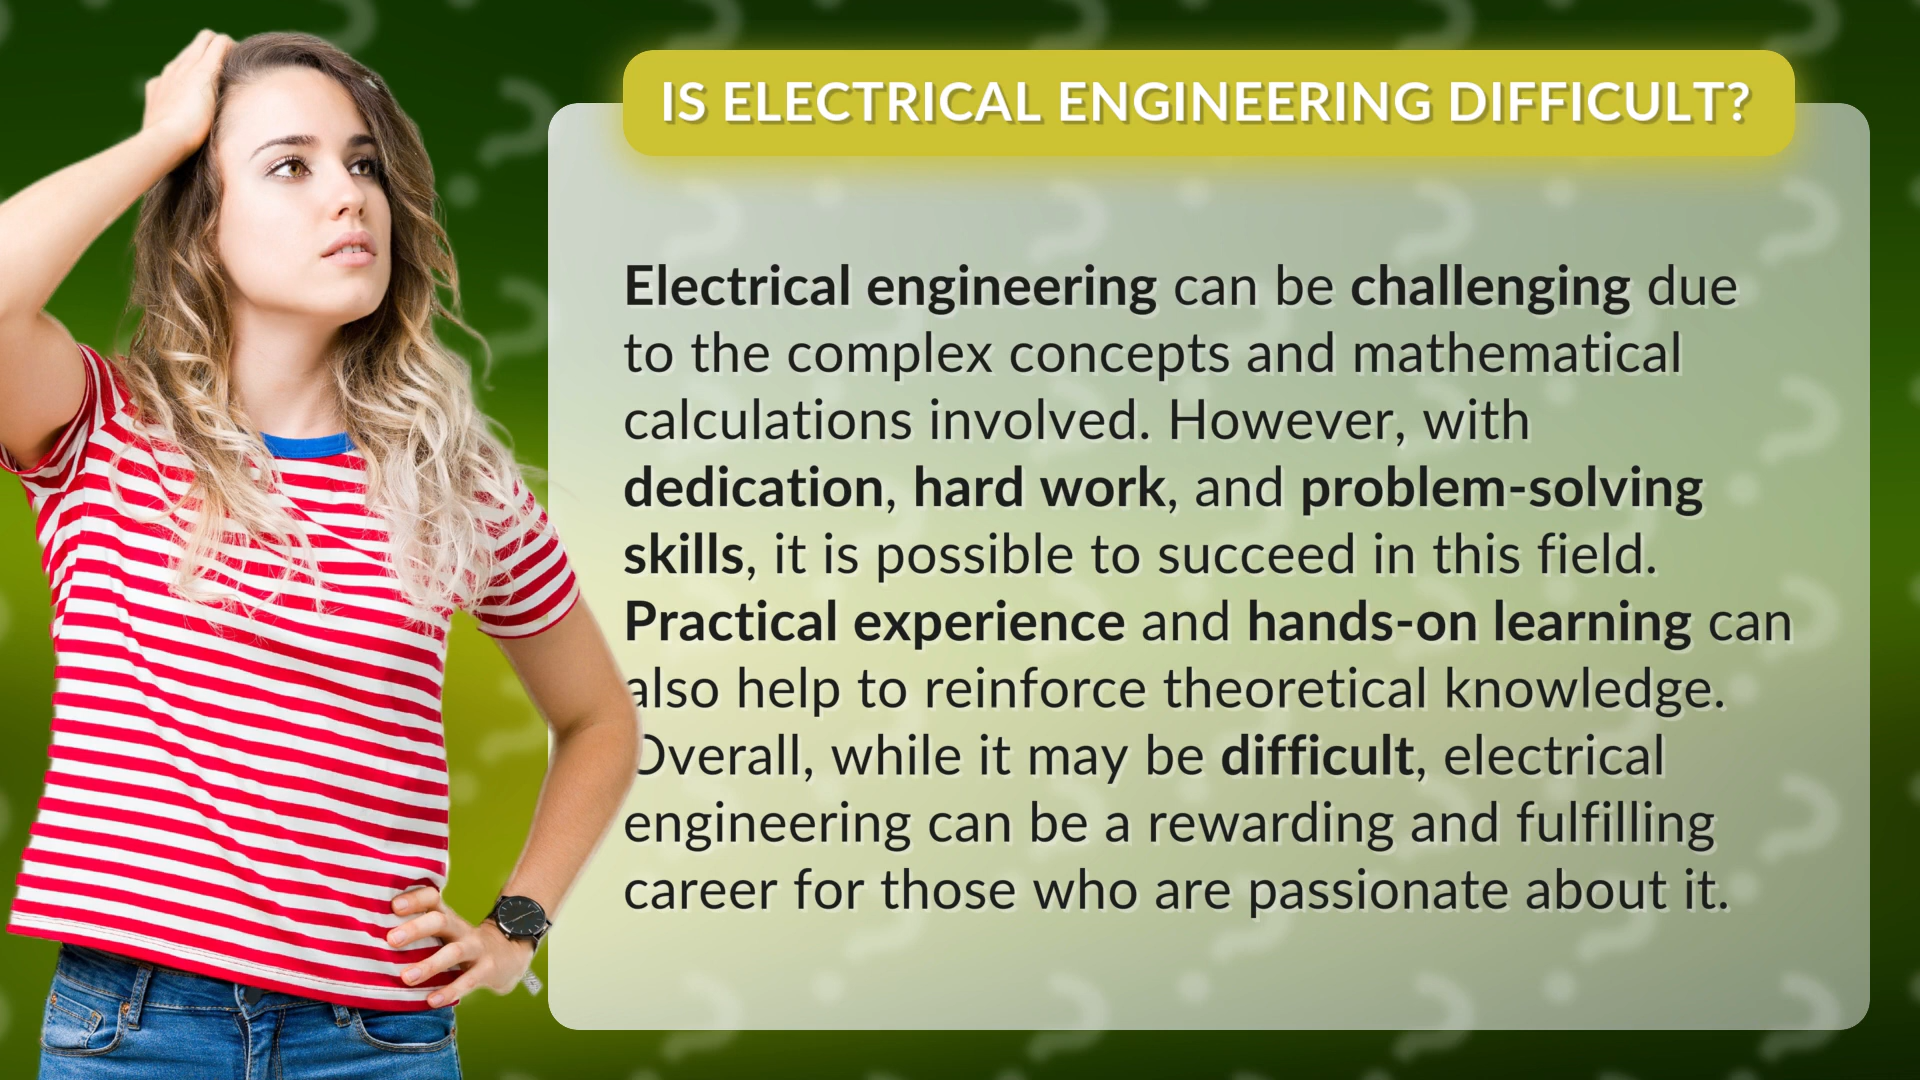 IS ELECTRICAL ENGINEERING DIFFICULT?
Electrical engineering can be challenging due
to the complex concepts and mathematical
calculations involved. However, with
dedication, hard work, and problem-solving
skills, it is possible to succeed in this field.
Practical experience and hands-on learning can
also help to reinforce theoretical knowledge.
Overall, while it may be difficult, electrical
engineering can be a rewarding and fulfilling
career for those who are passionate about it.